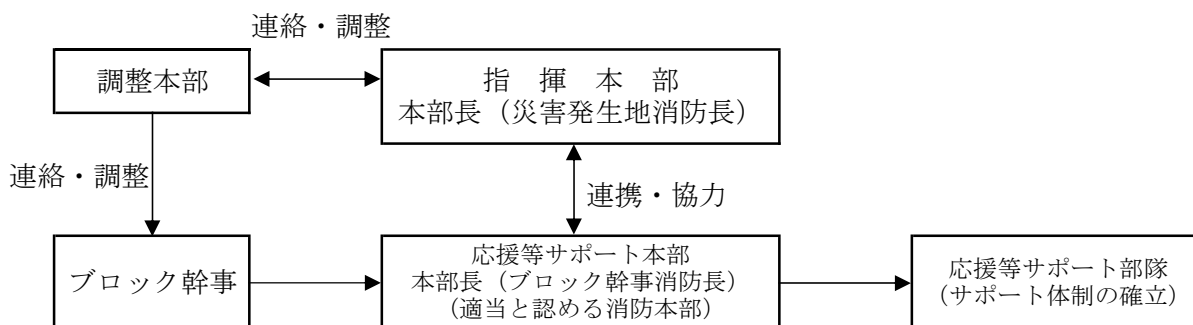 連絡・調整
調整本部
指　揮　本　部
本部長（災害発生地消防長）
連絡・調整
連携・協力
ブロック幹事
応援等サポート本部
本部長（ブロック幹事消防長）
（適当と認める消防本部）
応援等サポート部隊
（サポート体制の確立）